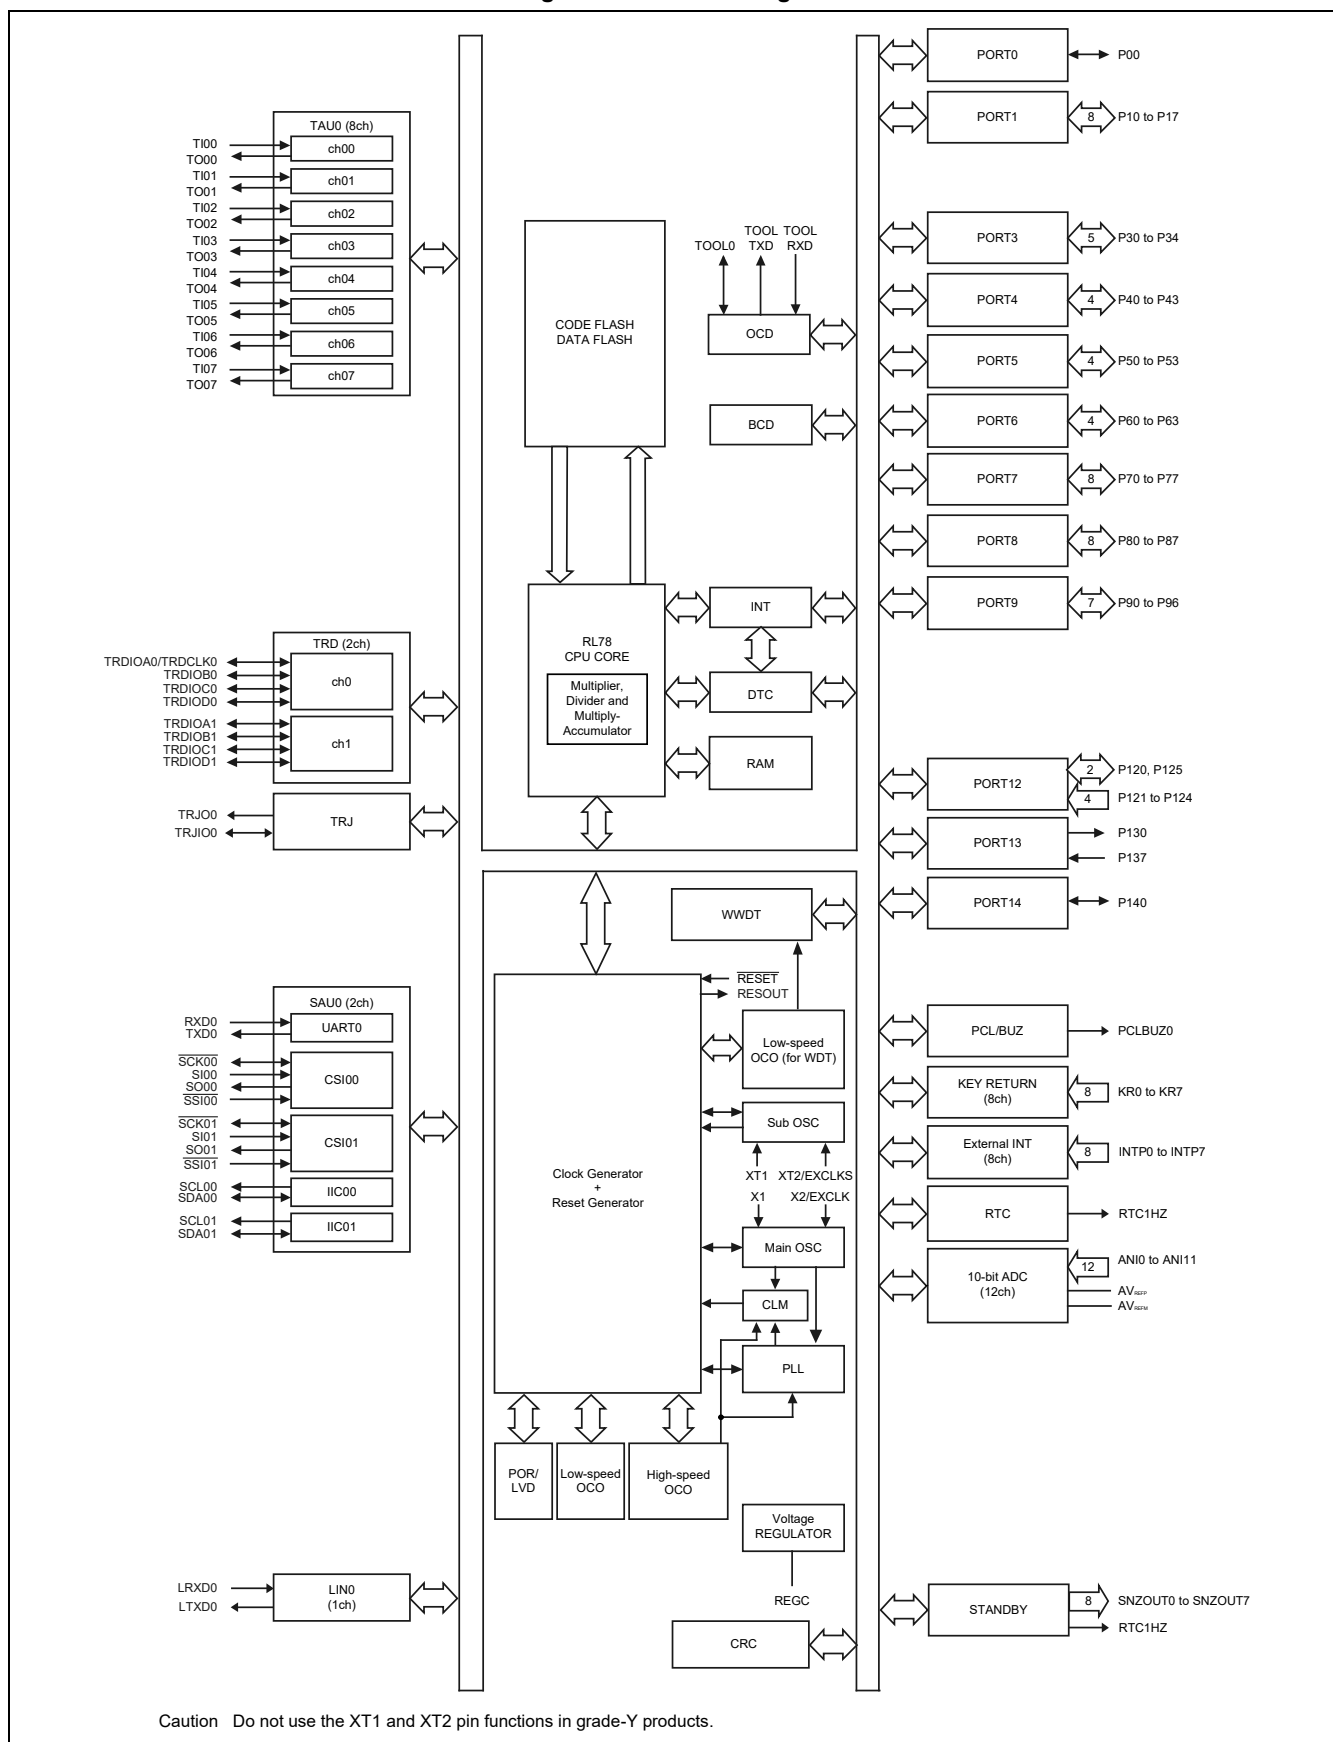 TAU0 (8ch)
TI00
TO00
ch00
TI01
TO01
ch01
TI02
TO02
ch02
TI03
TO03
ch03
TI04
TO04
ch04
TI05
TO05
ch05
TI06
TO06
ch06
TI07
TO07
ch07
TRD (2ch)
TRDIOA0/TRDCLK0
TRDIOB0
TRDIOC0
TRDIOD0
ch0
TRDIOA1
TRDIOB1
TRDIOC1
TRDIOD1
ch1
TRJO0
TRJIO0
TRJ
SAU0 (2ch)
RXD0
TXD0
UART0
SCK00
SI00
SO00
SSI00
CSI00
SCK01
SI01
SO01
SSI01
CSI01
SCL00
SDA00
IIC00
SCL01
SDA01
IIC01
LRXD0
LTXD0
LIN0
(1ch)
CODE FLASH
DATA FLASH
TOOL0
TOOL
TXD
TOOL
RXD
OCD
BCD
RL78
CPU CORE
Multiplier,
Divider and
Multiply-
Accumulator
INT
DTC
RAM
WWDT
RESET
RESOUT
Low-speed
OCO (for WDT)
Sub OSC
XT1
XT2/EXCLKS
X1
X2/EXCLK
Clock Generator
+
Reset Generator
Main OSC
CLM
PLL
POR/
LVD
Low-speed
OCO
High-speed
OCO
Voltage
REGULATOR
REGC
CRC
PORT0
P00
PORT1
8
P10 to P17
PORT3
5
P30 to P34
PORT4
4
P40 to P43
PORT5
4
P50 to P53
PORT6
4
P60 to P63
PORT7
8
P70 to P77
PORT8
8
P80 to P87
PORT9
7
P90 to P96
PORT12
2
P120, P125
4
P121 to P124
PORT13
P130
P137
PORT14
P140
PCL/BUZ
PCLBUZ0
KEY RETURN
(8ch)
8
KR0 to KR7
External INT
(8ch)
8
INTP0 to INTP7
RTC
RTC1HZ
10-bit ADC
(12ch)
12
ANI0 to ANI11
AVREFP
AVREFM
STANDBY
8
SNZOUT0 to SNZOUT7
RTC1HZ
Caution Do not use the XT1 and XT2 pin functions in grade-Y products.